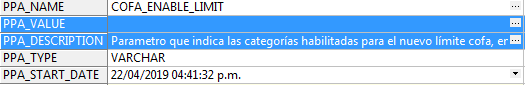 PPA_NAME COFA_ENABLE_LIMIT ...
PPA_VALUE ...
PPA_DESCRIPTION Parametro que indica las categorías habilitadas para el nuevo límite cofa, er ...
PPA_TYPE VARCHAR
PPA_START_DATE 22/04/2019 04:41:32 p.m.